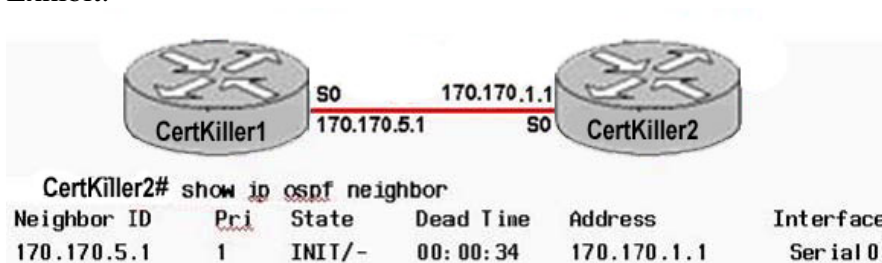 S0 170.170.1.1
170.170.5.1 S0
CertKiller1 CertKiller2
CertKiller2# show ip ospf neighbor
Neighbor ID Pri State Dead Time Address Interface
170.170.5.1 1 INIT/- 00:00:34 170.170.1.1 Serial0